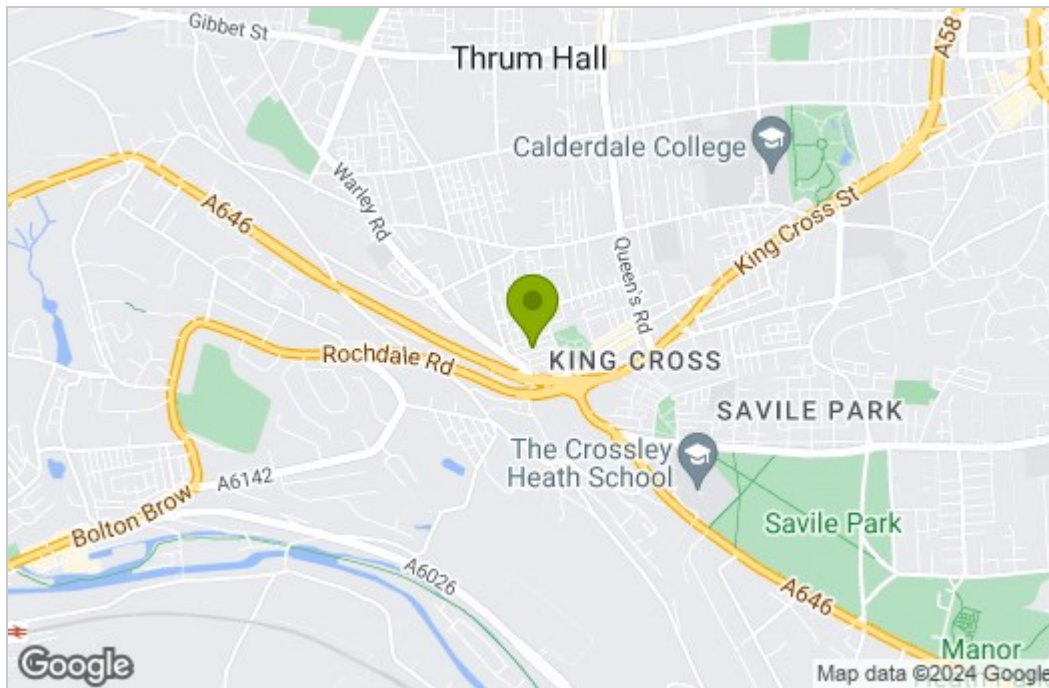 Gibbet St
A58
Thrum Hall
Calderdale College
Warley Rd
A646
King Cross St
Queen's Rd
Rochdale Rd
KING CROSS
SAVILE PARK
The Crossley
Heath School
A6142
Bolton Brow
Savile Park
A6026
A646
Manor
Heath Park
Google
Map data ©2024 Google